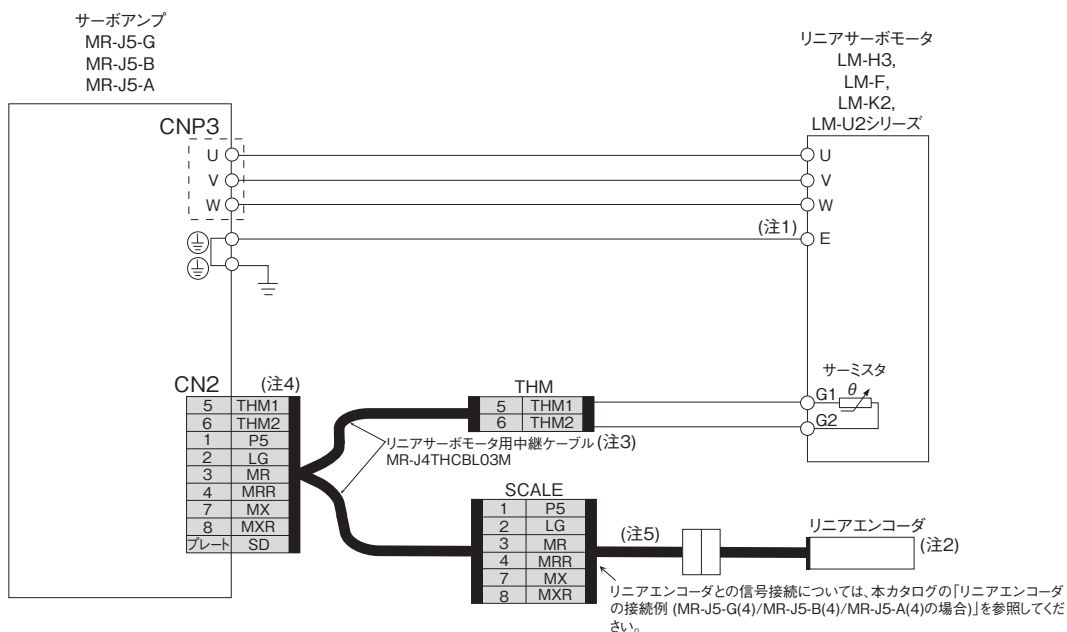 サーボアンプ
MR-J5-G
MR-J5-B
MR-J5-A
リニアサーボモータ
LM-H3,
LM-F,
LM-K2,
LM-U2シリーズ
CNP3
U
V
W
U
V
W
(注1)
E
CN2 (注4)
5 THM1
6 THM2
1 P5
2 LG
3 MR
4 MRR
7 MX
8 MXR
プレート SD
THM
5 THM1
6 THM2
サーミスタ
G1 θ
G2
リニアサーボモータ用中継ケーブル(注3)
MR-J4THCBL03M
SCALE
1 P5
2 LG
3 MR
4 MRR
7 MX
8 MXR
(注5)
リニアエンコーダ
(注2)
リニアエンコーダとの信号接続については、本カタログの「リニアエンコーダ
の接続例 (MR-J5-G(4)/MR-J5-B(4)/MR-J5-A(4)の場合)」を参照してくだ
さい。